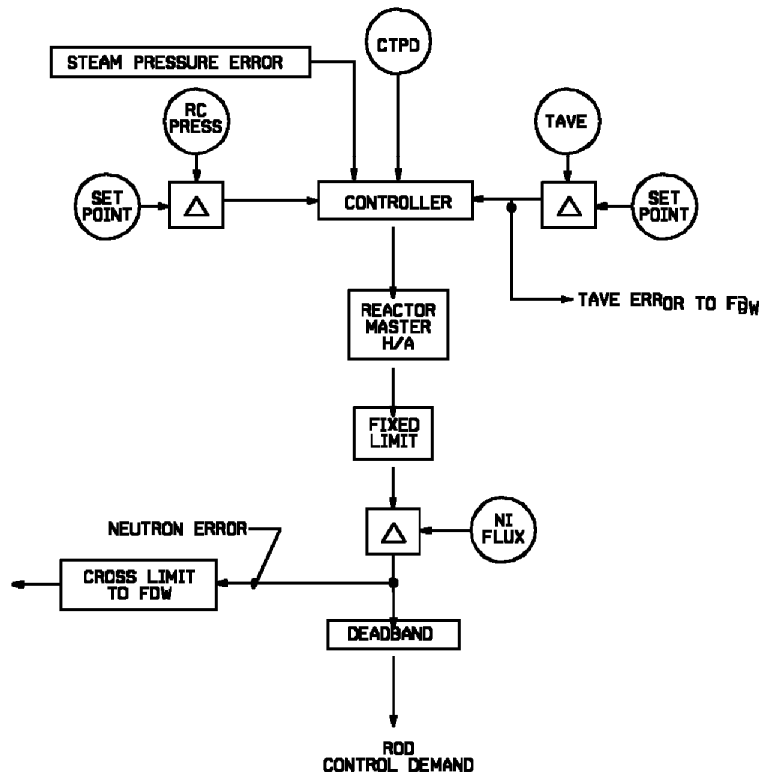 CTPD
STEAM PRESSURE ERROR
RC
PRESS
TAVE
SET
POINT
Δ
CONTROLLER
Δ
SET
POINT
TAVE ERROR TO FDW
REACTOR
MASTER
H/A
FIXED
LIMIT
Δ
NI
FLUX
NEUTRON ERROR
CROSS LIMIT
TO FDW
DEADBAND
ROD
CONTROL DEMAND